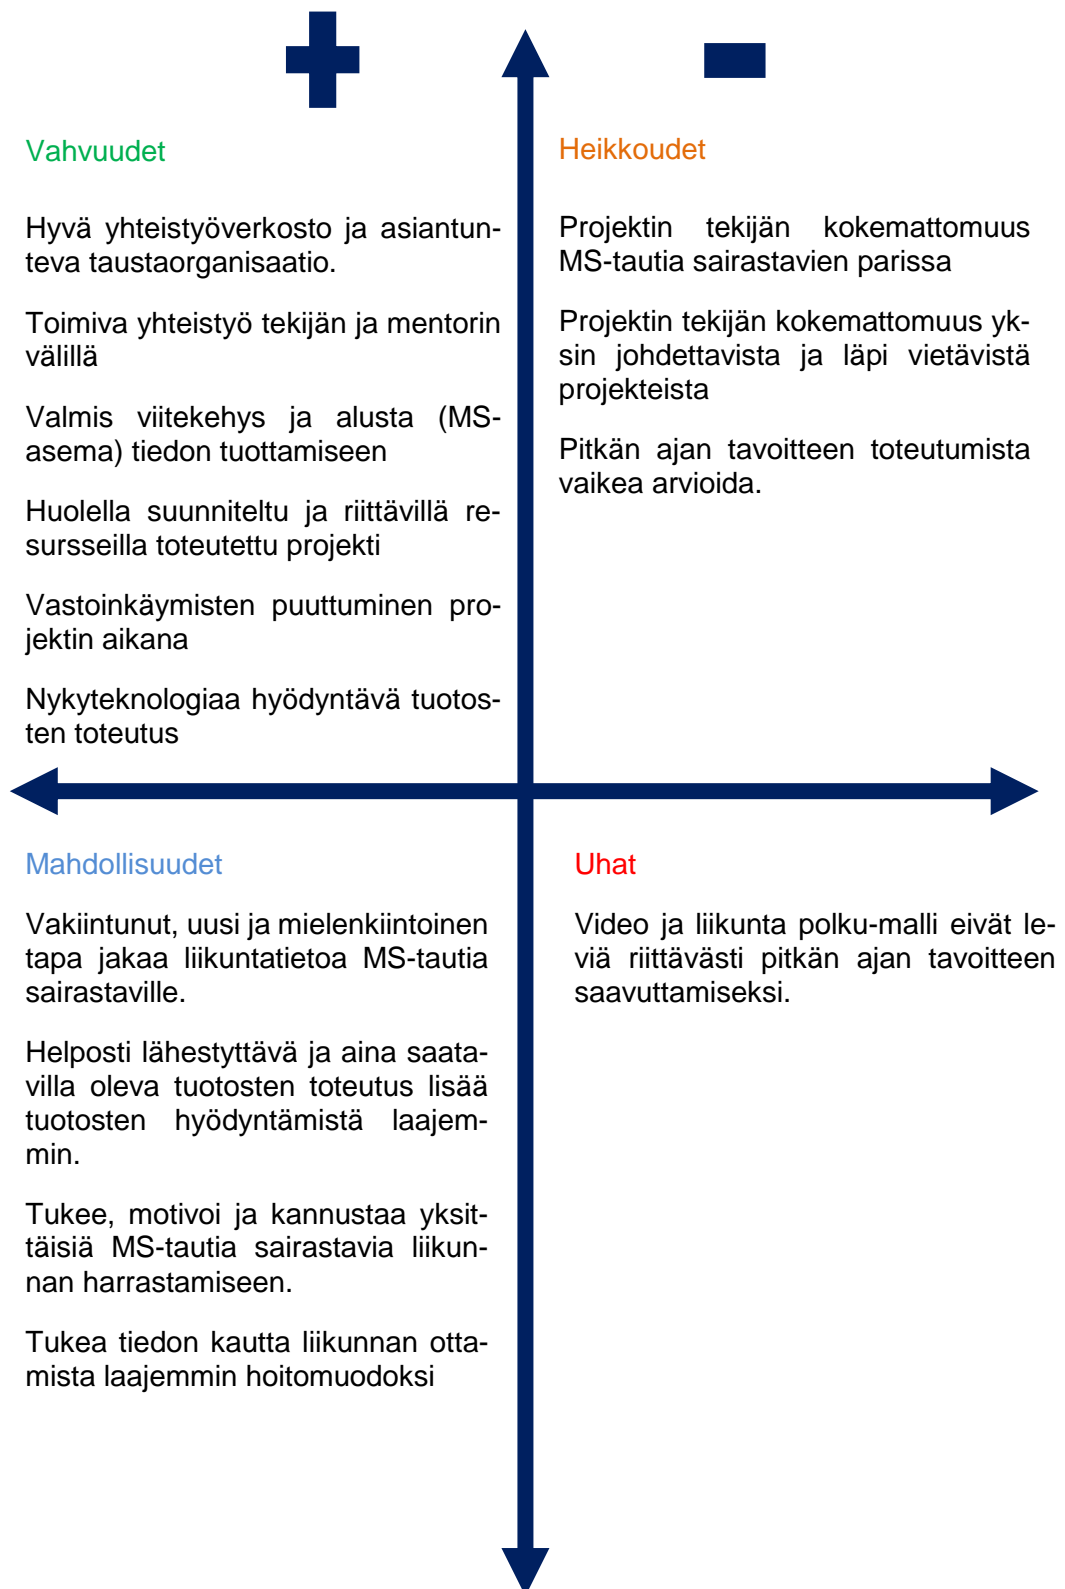 Vahvuudet
Hyvä yhteistyöverkosto ja asiantun-
teva taustaorganisaatio.
Toimiva yhteistyö tekijän ja mentorin
välillä
Valmis viitekehys ja alusta (MS-
asema) tiedon tuottamiseen
Huolella suunniteltu ja riittävillä re-
sursseilla toteutettu projekti
Vastoinkäymisten puuttuminen pro-
jektin aikana
Nykyteknologiaa hyödyntävä tuotos-
ten toteutus
Heikkoudet
Projektin tekijän kokemattomuus
MS-tautia sairastavien parissa
Projektin tekijän kokemattomuus yk-
sin johdettavista ja läpi vietävistä
projekteista
Pitkän ajan tavoitteen toteutumista
vaikea arvioida.
Mahdollisuudet
Vakiintunut, uusi ja mielenkiintoinen
tapa jakaa liikuntatietoa MS-tautia
sairastaville.
Helposti lähestyttävä ja aina saata-
villa oleva tuotosten toteutus lisää
tuotosten hyödyntämistä laajem-
min.
Tukee, motivoi ja kannustaa yksit-
täisiä MS-tautia sairastavia liikun-
nan harrastamiseen.
Tukea tiedon kautta liikunnan otta-
mista laajemmin hoitomuodoksi
Uhat
Video ja liikunta polku-malli eivät le-
viä riittävästi pitkän ajan tavoitteen
saavuttamiseksi.